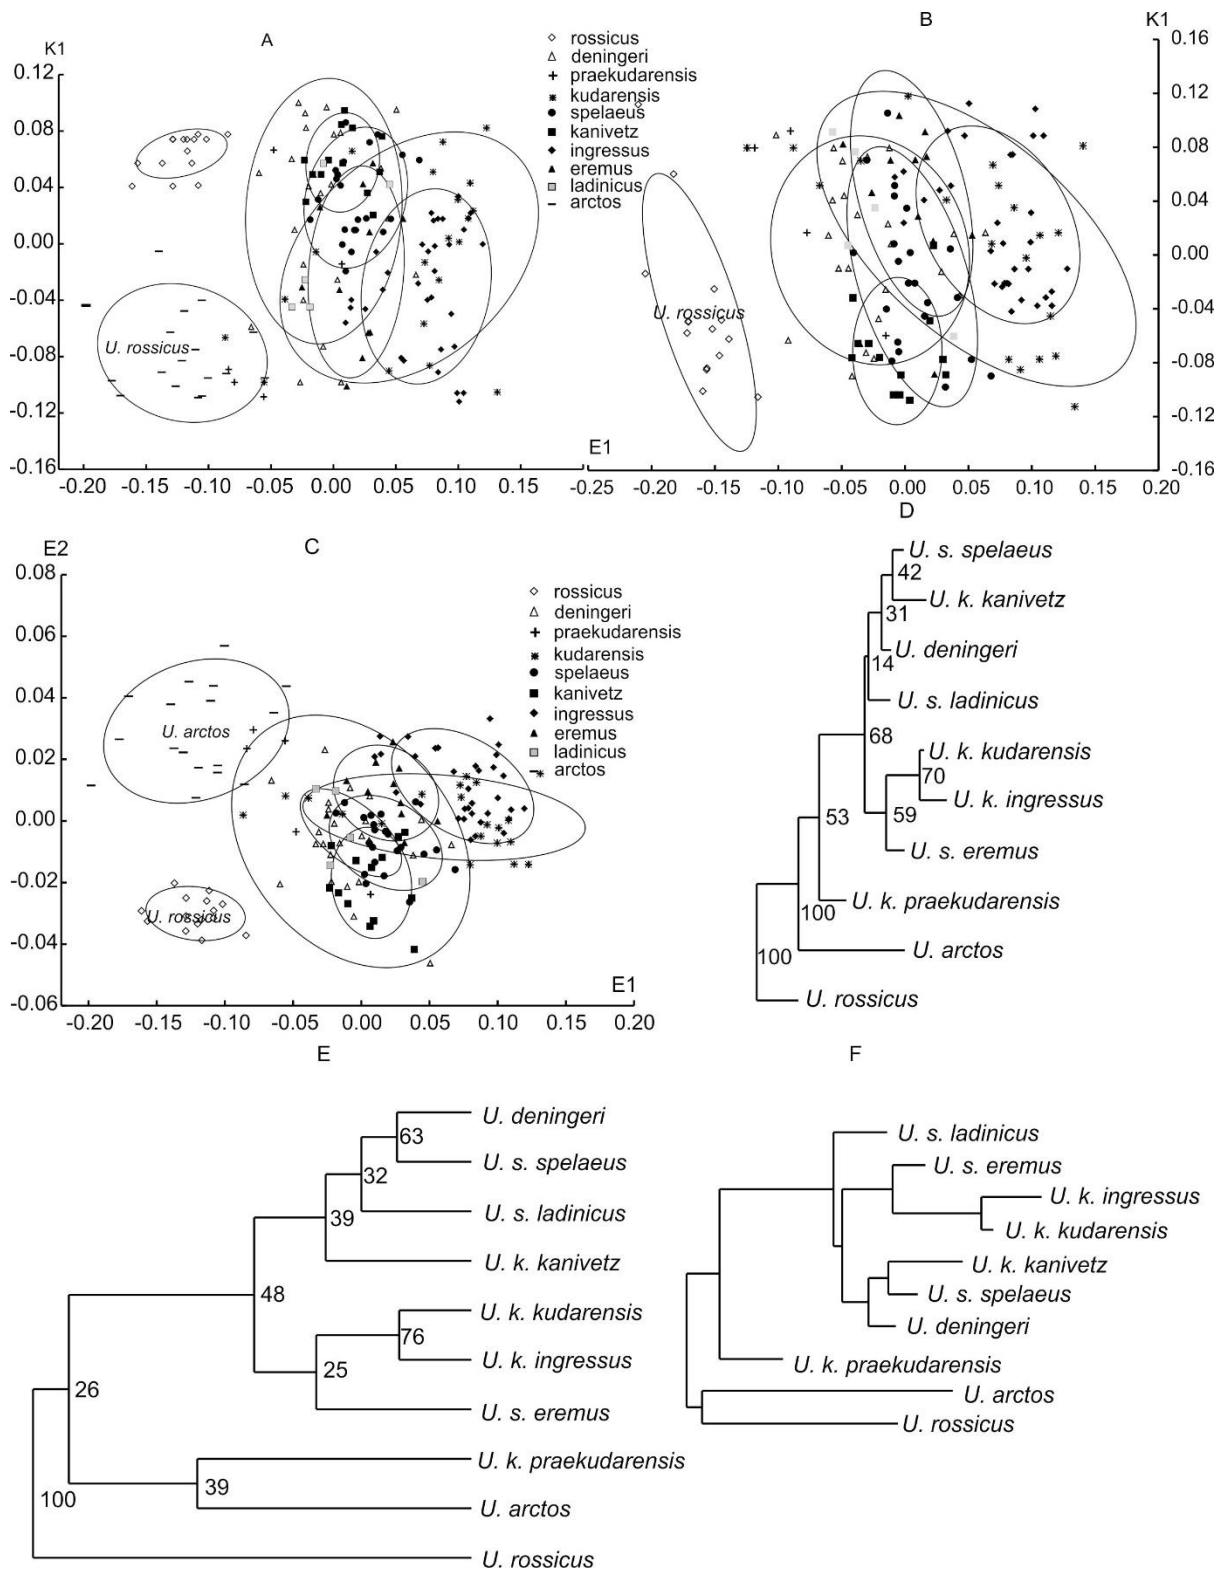 A
K1
0.12
0.08
0.04
0.00
-0.04
-0.08
-0.12
-0.16
U. rossicus
E1
-0.20 -0.15 -0.10 -0.05 0.00 0.05 0.10 0.15
rossicus
deningeri
praekudarensis
kudarensis
spelaeus
kanivetz
ingressus
eremus
ladinicus
arctos
B
K1
0.16
0.12
0.08
0.04
0.00
-0.04
-0.08
-0.12
-0.16
U. rossicus
-0.25 -0.20 -0.15 -0.10 -0.05 0.00 0.05 0.10 0.15 0.20
C
E2
0.08
0.06
0.04
0.02
0.00
-0.02
-0.04
-0.06
U. arctos
U. rossicus
E1
-0.20 -0.15 -0.10 -0.05 0.00 0.05 0.10 0.15 0.20
rossicus
deningeri
praekudarensis
kudarensis
spelaeus
kanivetz
ingressus
eremus
ladinicus
arctos
D
U. s. spelaeus
42
U. k. kanivetz
31
U. deningeri
14
U. s. ladinicus
68
U. k. kudarensis
70
U. k. ingressus
53
59
U. s. eremus
U. k. praekudarensis
100
U. arctos
100
U. rossicus
E
U. deningeri
63
U. s. spelaeus
32
U. s. ladinicus
39
U. k. kanivetz
48
U. k. kudarensis
76
U. k. ingressus
25
26
U. s. eremus
U. k. praekudarensis
39
100
U. arctos
U. rossicus
F
U. s. ladinicus
U. s. eremus
U. k. ingressus
U. k. kudarensis
U. k. kanivetz
U. s. spelaeus
U. deningeri
U. k. praekudarensis
U. arctos
U. rossicus